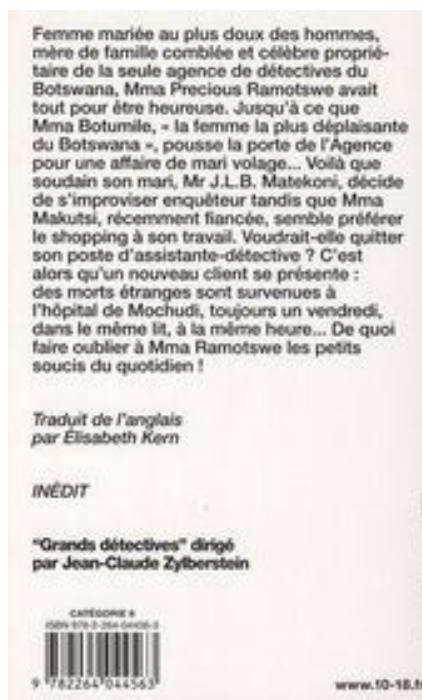 Femme mariée au plus doux des hommes,
mère de famille comblée et célèbre proprié-
taire de la seule agence de détectives du
Botswana, Mma Precious Ramotswe avait
tout pour être heureuse. Jusqu'à ce que
Mma Botumile, « la femme la plus déplaisante
du Botswana », pousse la porte de l'Agence
pour une affaire de mari volage... Voilà que
soudain son mari, Mr J.L.B. Matekoni, décide
de s'improviser enquêteur tandis que Mma
Makutsi, récemment fiancée, semble préférer
le shopping à son travail. Voudrait-elle quitter
son poste d'assistante-détective ? C'est
alors qu'un nouveau client se présente :
des morts étranges sont survenues à
l'hôpital de Mochudi, toujours un vendredi,
dans le même lit, à la même heure... De quoi
faire oublier à Mma Ramotswe les petits
soucis du quotidien !
Traduit de l'anglais
par Élisabeth Kern
INÉDIT
"Grands détectives" dirigé
par Jean-Claude Zylberstein
CATÉGORIE
ISBN 978-2-264-04456-3
9 782264 044563
www.10-18.fr